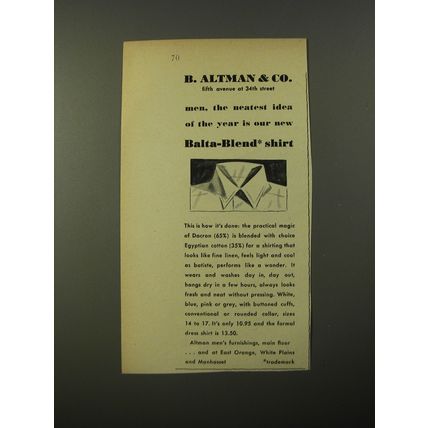 70
B. ALTMAN & CO.
fifth avenue at 34th street
men, the neatest idea
of the year is our new
Balta-Blend* shirt
This is how it's done: the practical magic
of Dacron (65%) is blended with choice
Egyptian cotton (35%) for a shirting that
looks like fine linen, feels light and cool
as batiste, performs like a wonder. It
wears and washes day in, day out,
hangs dry in a few hours, always looks
fresh and neat without pressing. White,
blue, pink or grey, with buttoned cuffs,
conventional or rounded collar, sizes
14 to 17. It's only 10.95 and the formal
dress shirt is 13.50.
Altman men's furnishings, main floor
. . . and at East Orange, White Plains
and Manhasset *trademark